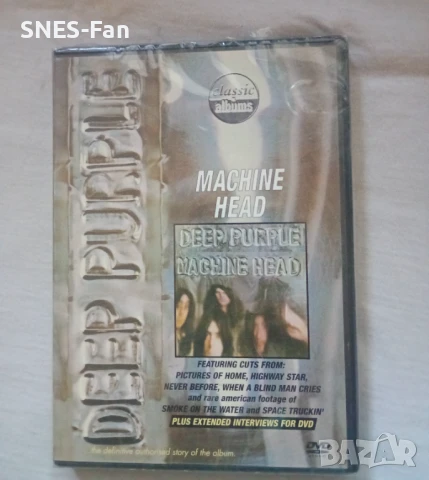 SNES-Fan
classic
albums
DEEP PURPLE
MACHINE
HEAD
DEEP PURPLE
MACHINE HEAD
FEATURING CUTS FROM:
PICTURES OF HOME, HIGHWAY STAR,
NEVER BEFORE, WHEN A BLIND MAN CRIES
and rare american footage of
SMOKE ON THE WATER and SPACE TRUCKIN'
PLUS EXTENDED INTERVIEWS FOR DVD
the definitive authorised story of the album.
DVD
BAZAR